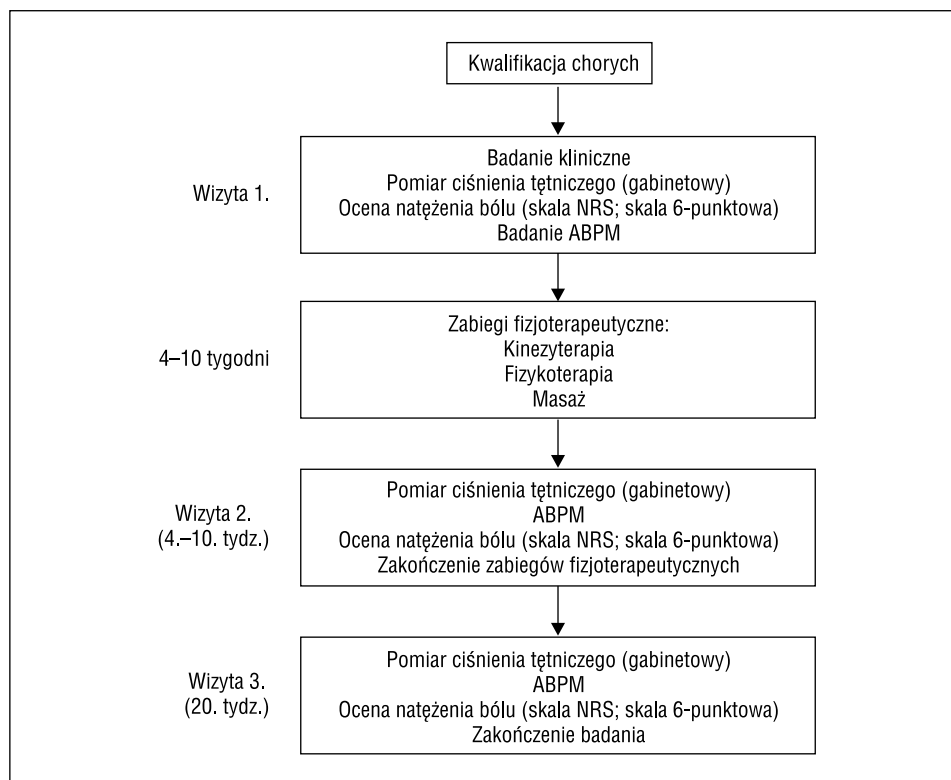 Kwalifikacja chorych
Wizyta 1.
Badanie kliniczne
Pomiar ciśnienia tętniczego (gabinetowy)
Ocena natężenia bólu (skala NRS; skala 6-punktowa)
Badanie ABPM
4–10 tygodni
Zabiegi fizjoterapeutyczne:
Kinezyterapia
Fizykoterapia
Masaż
Wizyta 2.
(4.–10. tydz.)
Pomiar ciśnienia tętniczego (gabinetowy)
ABPM
Ocena natężenia bólu (skala NRS; skala 6-punktowa)
Zakończenie zabiegów fizjoterapeutycznych
Wizyta 3.
(20. tydz.)
Pomiar ciśnienia tętniczego (gabinetowy)
ABPM
Ocena natężenia bólu (skala NRS; skala 6-punktowa)
Zakończenie badania